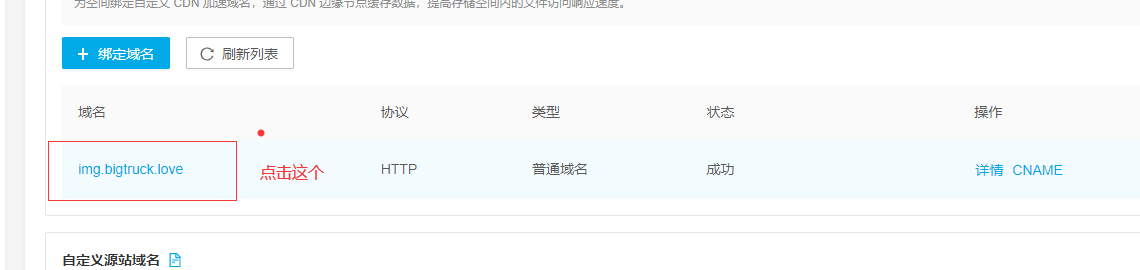 为空间绑定自定义 CDN 加速域名，通过 CDN 边缘节点缓存数据，提高存储空间内的文件访问响应速度。
+ 绑定域名 刷新列表
域名 协议 类型 状态 操作
img.bigtruck.love 点击这个 HTTP 普通域名 成功 详情 CNAME
自定义源站域名